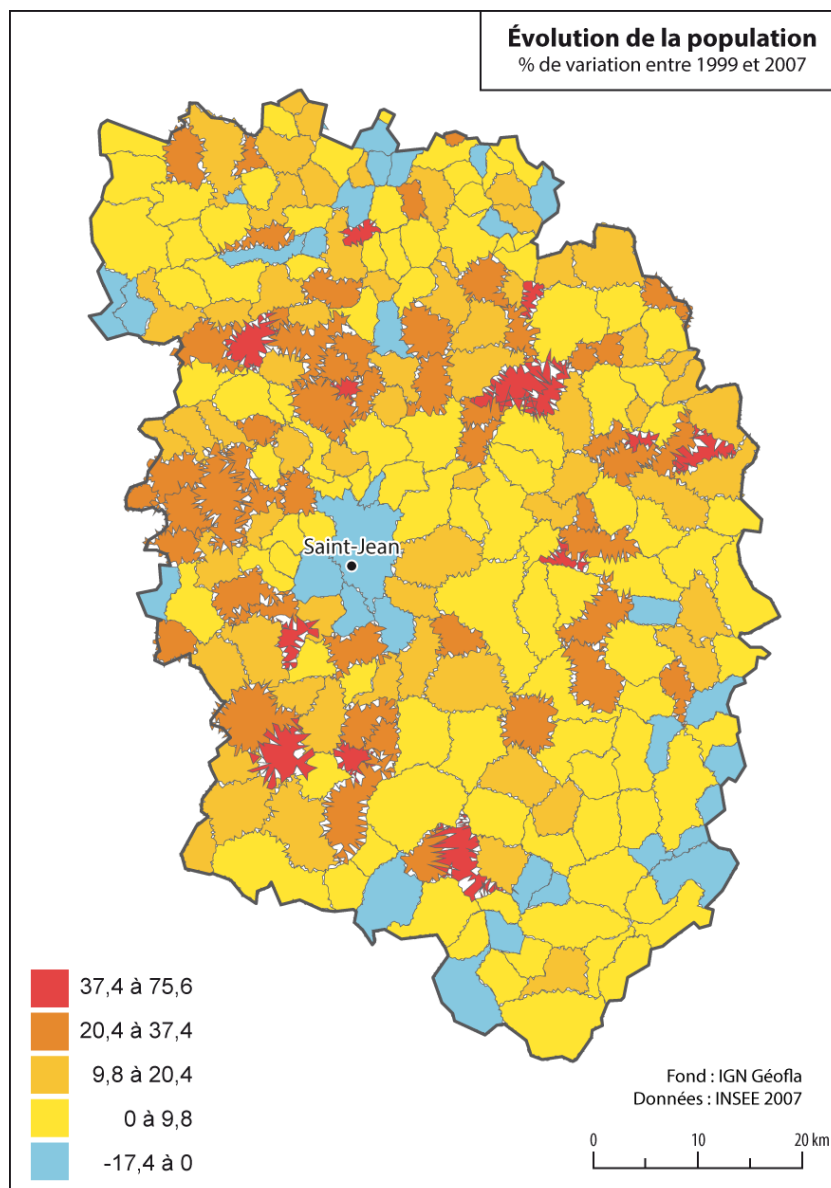 Évolution de la population
% de variation entre 1999 et 2007
Saint-Jean
37,4 à 75,6
20,4 à 37,4
9,8 à 20,4
0 à 9,8
-17,4 à 0
Fond : IGN Géofla
Données : INSEE 2007
0 10 20 km